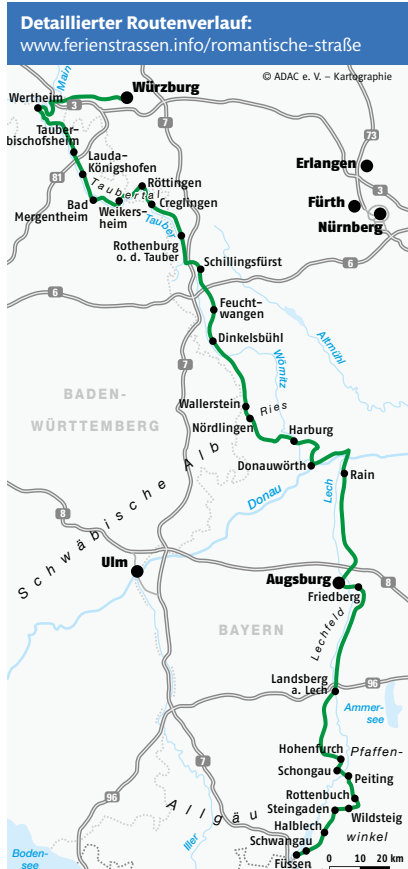 Detaillierter Routenverlauf:
www.ferienstrassen.info/romantische-straße
© ADAC e. V. – Kartographie
Main
Würzburg
Wertheim
3
7
Tauber-
bischofsheim
73
Lauda-
Königshofen
Erlangen
81
Taubertal
Röttingen
3
Bad
Mergentheim
Weikers-
heim
Creglingen
Fürth
Nürnberg
Tauber
Rothenburg
o. d. Tauber
Schillingsfürst
6
6
Feucht-
wangen
Altmühl
Dinkelsbühl
Wörnitz
7
BADEN-
WÜRTTEMBERG
Wallerstein
Ries
Nördlingen
Harburg
Schwäbische Alb
Donauwörth
Rain
Donau
Lech
8
Ulm
Augsburg
8
Friedberg
BAYERN
Lechfeld
Landsberg
a. Lech
96
Ammer-
see
Hohenfurch
Pfaffen-
winkel
7
Schongau
Peiting
96
Rottenbuch
Allgäu
Steingaden
Wildsteig
Halblech
Iller
Schwangau
Boden-
see
Füssen
0 10 20 km